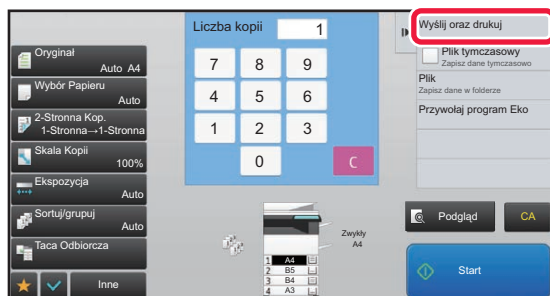 Oryginał
Auto A4
Wybór Papieru
Auto
2-Stronna Kop.
1-Stronna→1-Stronna
Skala Kopii
100%
Ekspozycja
Auto
Sortuj/grupuj
Auto
Taca Odbiorcza
Inne
Liczba kopii 1
7 8 9
4 5 6
1 2 3
0 C
Zwykły
A4
1 A4
2 B5
3 B4
4 A3
Wyślij oraz drukuj
Plik tymczasowy
Zapisz dane tymczasowo
Plik
Zapisz dane w folderze
Przywołaj program Eko
Podgląd CA
Start